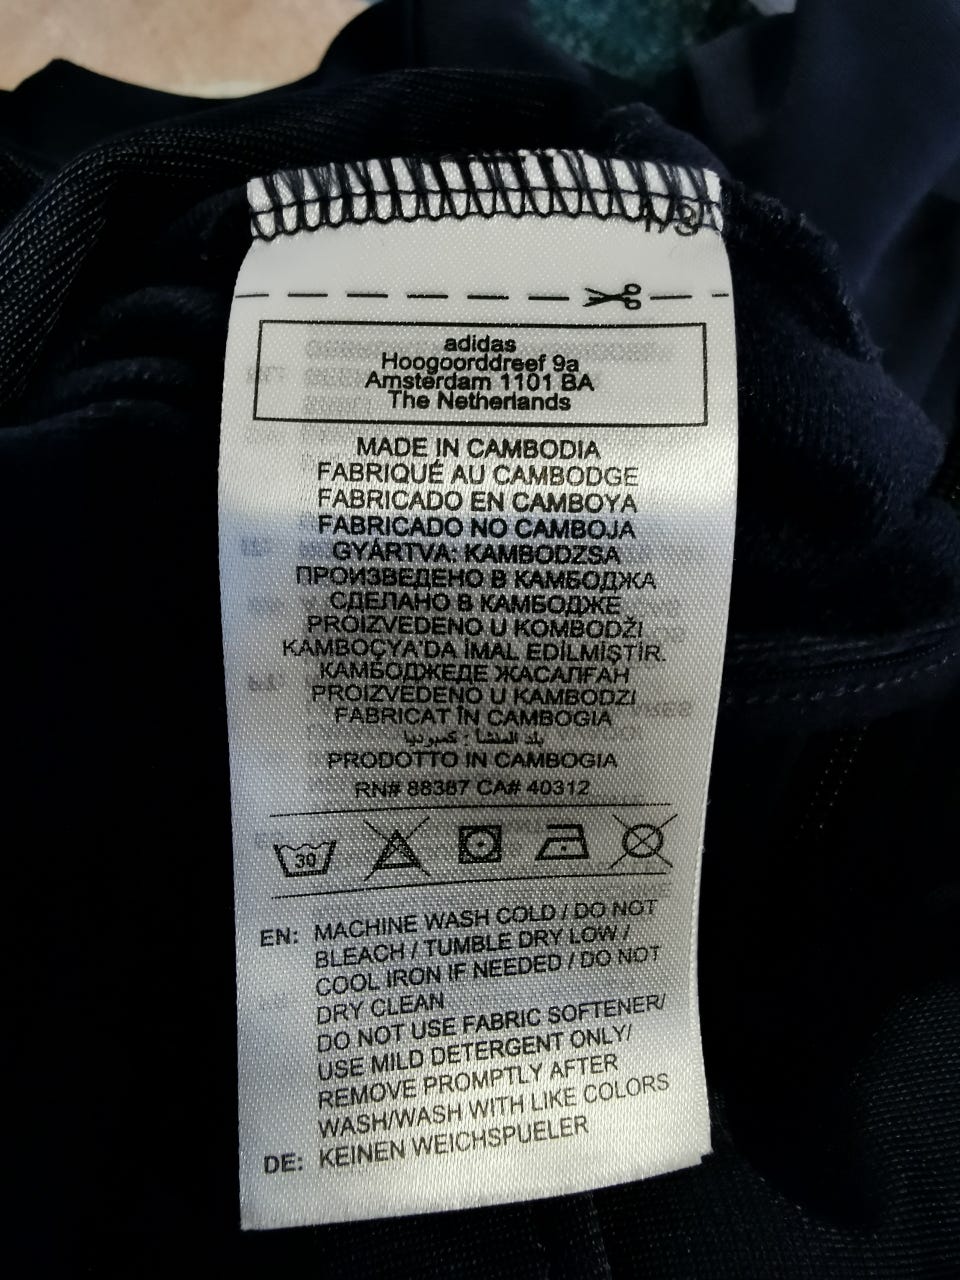 adidas
Hoogoorddreef 9a
Amsterdam 1101 BA
The Netherlands
MADE IN CAMBODIA
FABRIQUÉ AU CAMBODGE
FABRICADO EN CAMBOYA
FABRICADO NO CAMBOJA
GYÁRTVA: KAMBODZSA
ПРОИЗВЕДЕНО В КАМБОДЖА
СДЕЛАНО В КАМБОДЖЕ
PROIZVEDENO U KOMBODŽI
KAMBOÇYA'DA İMAL EDİLMİŞTİR.
КАМБОДЖЕДЕ ЖАСАЛҒАН
PROIZVEDENO U KAMBODZI
FABRICAT ÎN CAMBOGIA
بلد المنشأ : كمبوديا
PRODOTTO IN CAMBOGIA
RN# 88387 CA# 40312
30
EN: MACHINE WASH COLD / DO NOT
BLEACH / TUMBLE DRY LOW /
COOL IRON IF NEEDED / DO NOT
DRY CLEAN
DO NOT USE FABRIC SOFTENER/
USE MILD DETERGENT ONLY/
REMOVE PROMPTLY AFTER
WASH/WASH WITH LIKE COLORS
DE: KEINEN WEICHSPUELER